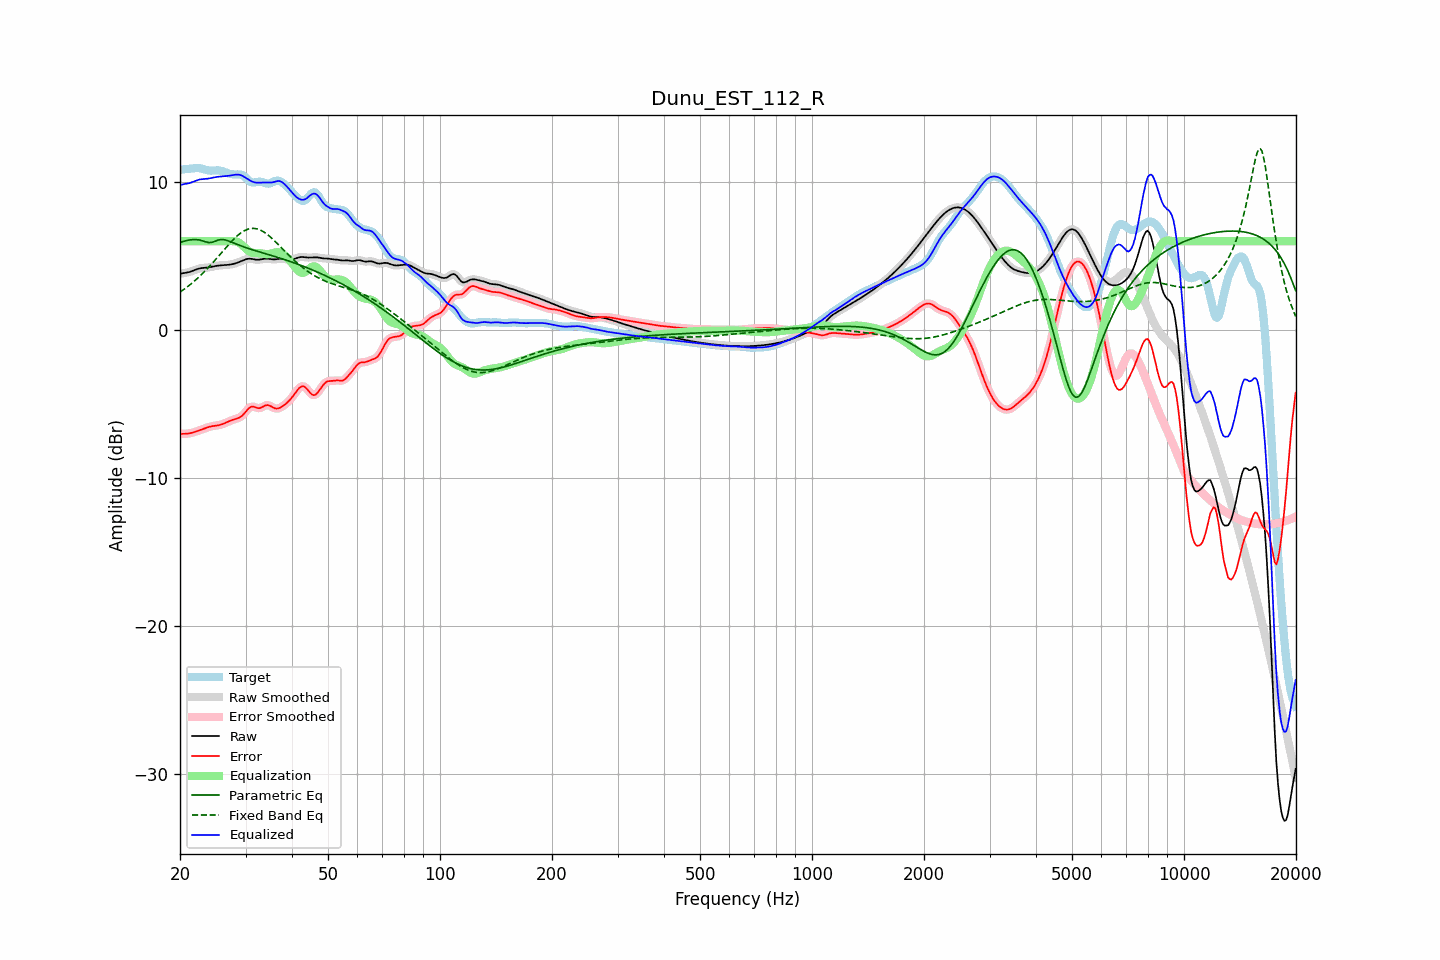 Dunu_EST_112_R
Amplitude (dBr)
10
0
−10
−20
−30
Target
Raw Smoothed
Error Smoothed
Raw
Error
Equalization
Parametric Eq
Fixed Band Eq
Equalized
20 50 100 200 500 1000 2000 5000 10000 20000
Frequency (Hz)